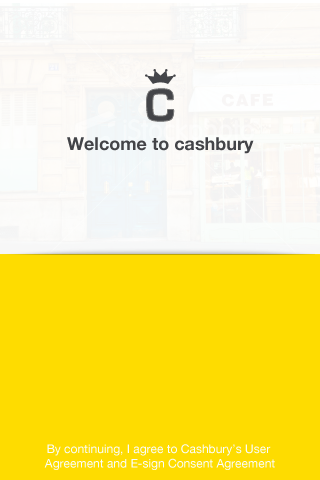 CAFE
C
Welcome to cashbury
By continuing, I agree to Cashbury's User
Agreement and E-sign Consent Agreement